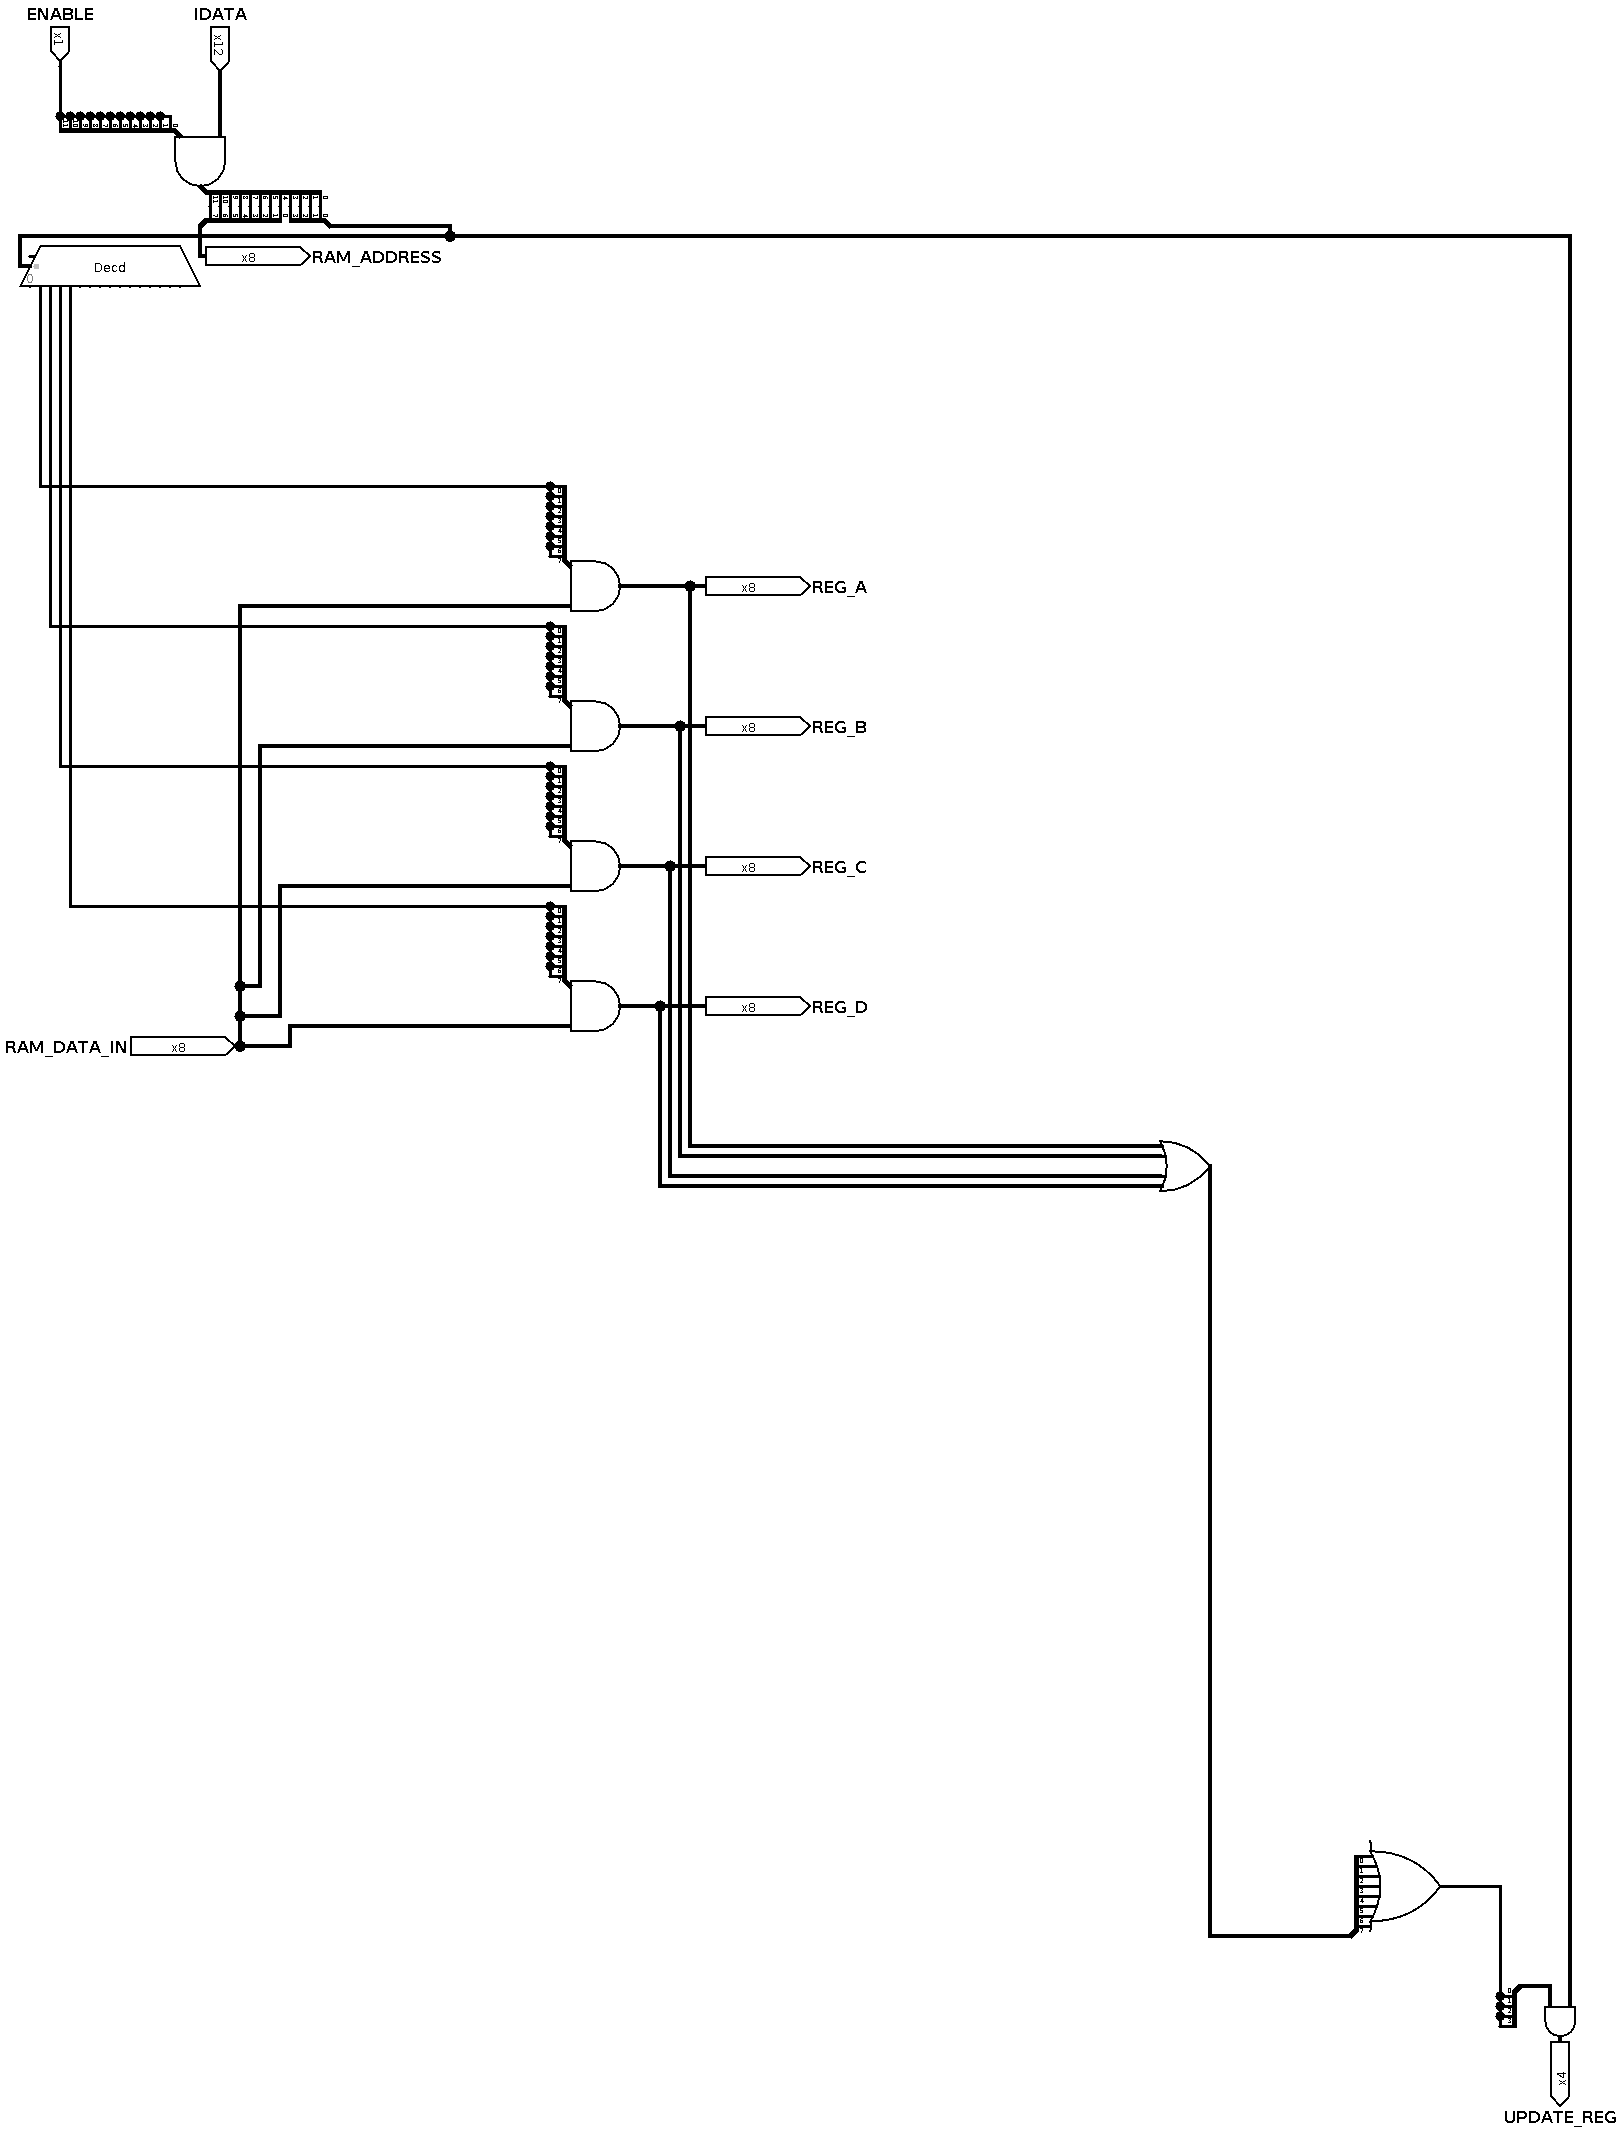 ENABLE
IDATA
x1
x12
Decd
0
x8
RAM_ADDRESS
x8
REG_A
x8
REG_B
x8
REG_C
x8
REG_D
RAM_DATA_IN
x8
x4
UPDATE_REG